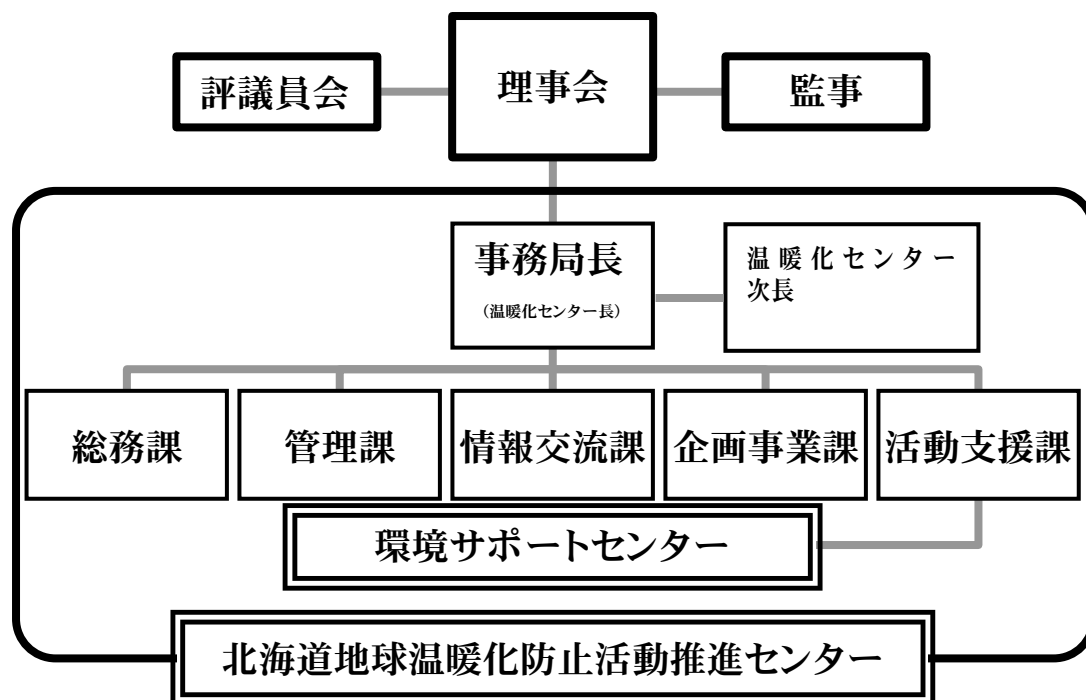 評議員会
理事会
監事
事務局長
（温暖化センター長）
温暖化センター
次長
総務課
管理課
情報交流課
企画事業課
活動支援課
環境サポートセンター
北海道地球温暖化防止活動推進センター